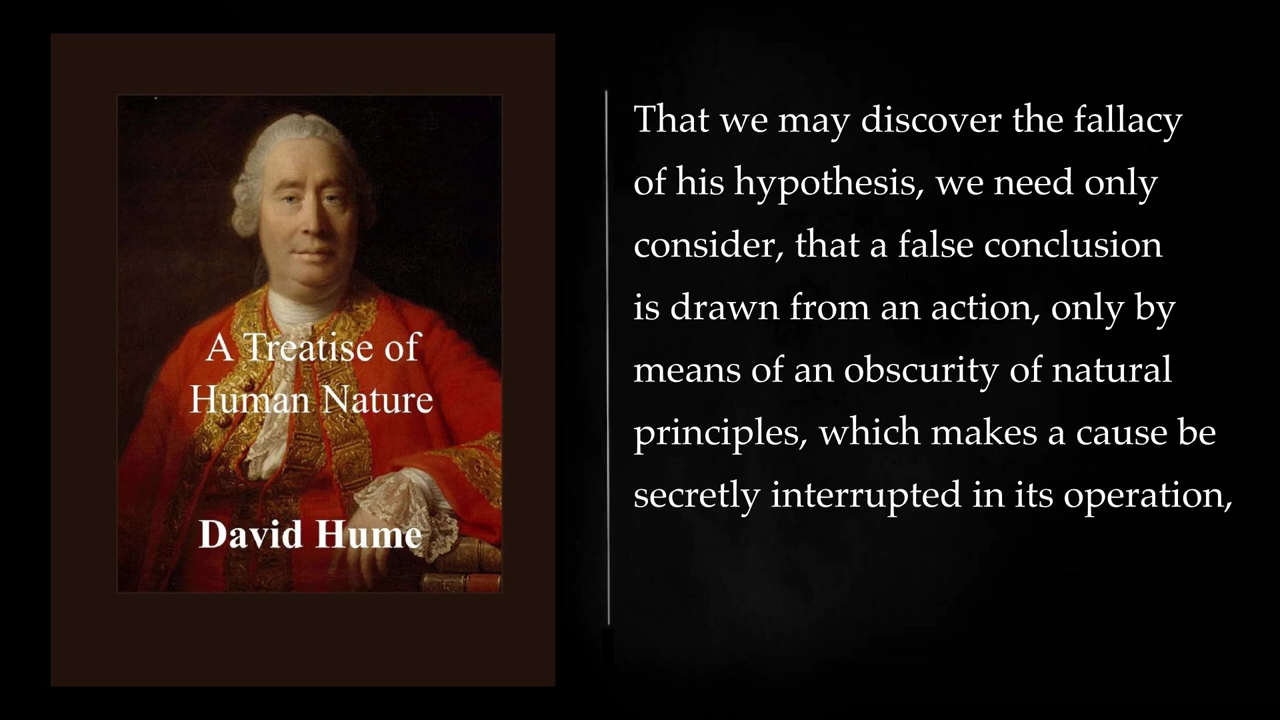 A Treatise of
Human Nature
David Hume
That we may discover the fallacy
of his hypothesis, we need only
consider, that a false conclusion
is drawn from an action, only by
means of an obscurity of natural
principles, which makes a cause be
secretly interrupted in its operation,